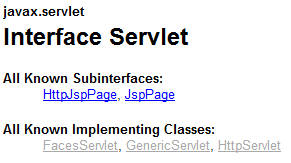 javax.servlet
Interface Servlet
All Known Subinterfaces:
HttpJspPage, JspPage
All Known Implementing Classes:
FacesServlet, GenericServlet, HttpServlet